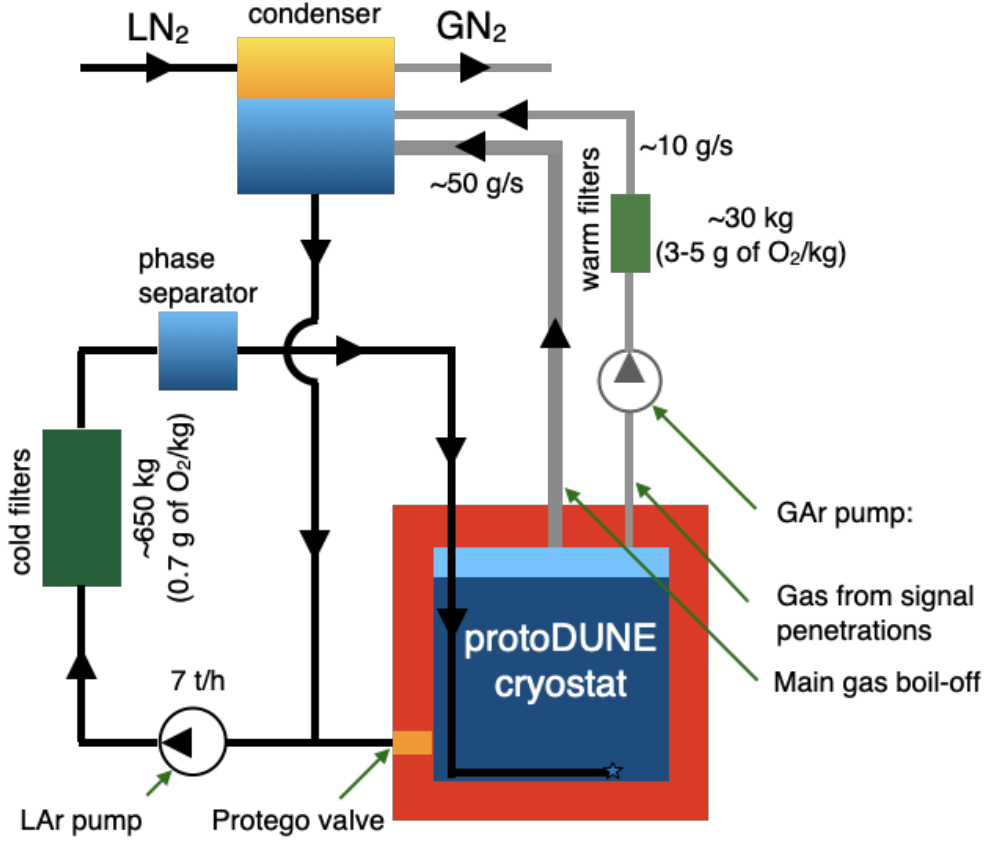 condenser
LN₂
GN₂
~10 g/s
~50 g/s
warm filters
~30 kg
(3-5 g of O₂/kg)
phase
separator
cold filters
~650 kg
(0.7 g of O₂/kg)
GAr pump:
Gas from signal
penetrations
Main gas boil-off
protoDUNE
cryostat
7 t/h
LAr pump
Protego valve